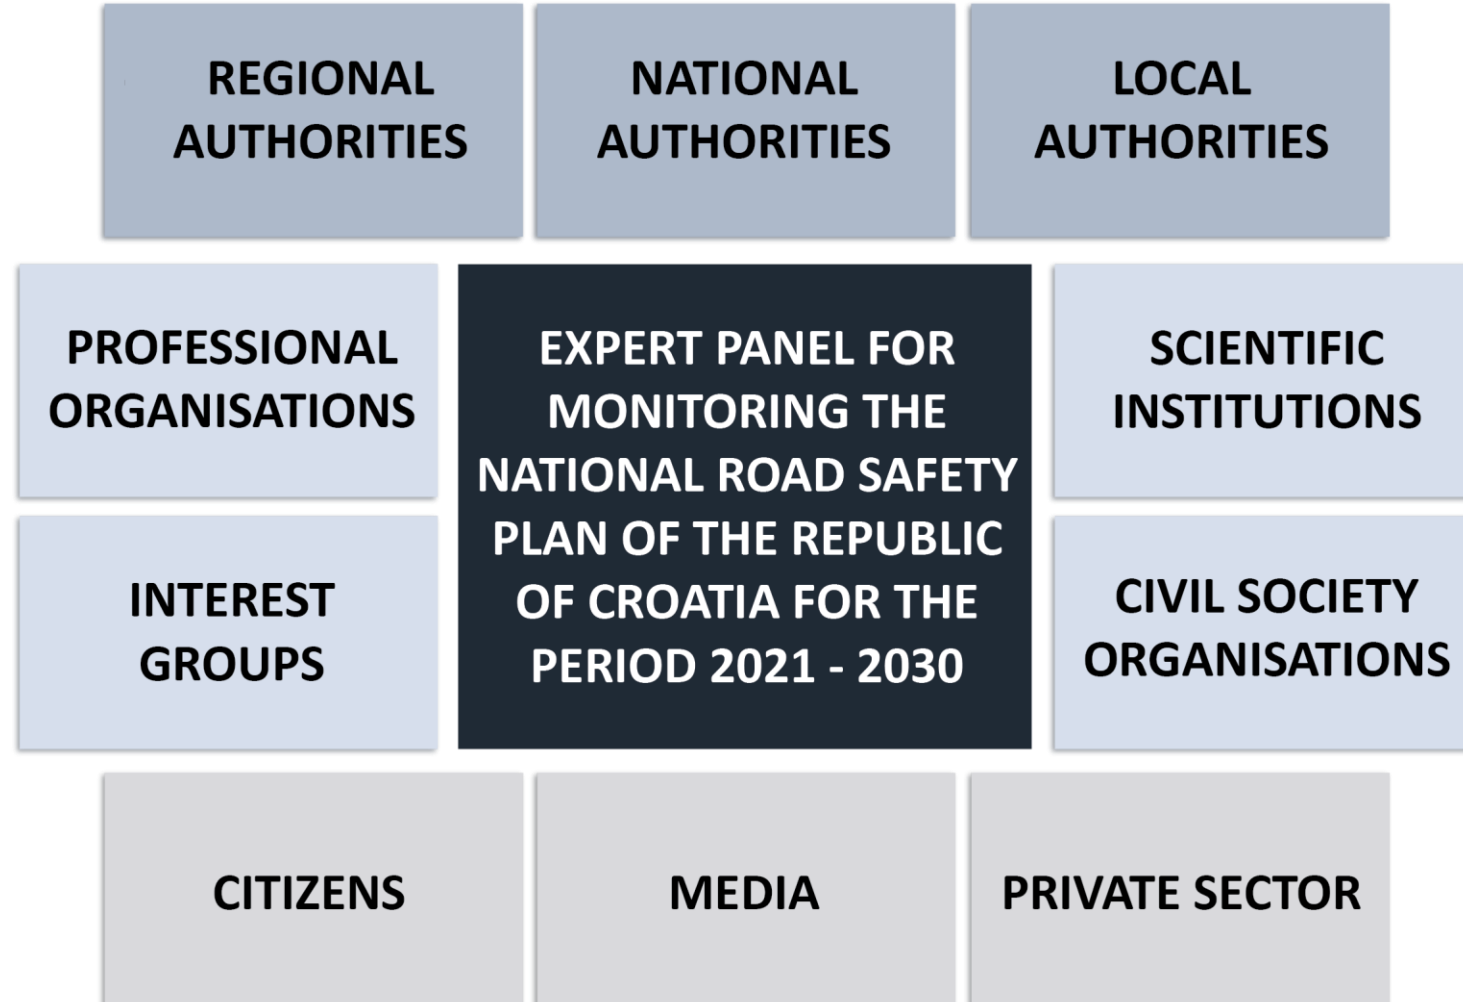 REGIONAL
AUTHORITIES
NATIONAL
AUTHORITIES
LOCAL
AUTHORITIES
PROFESSIONAL
ORGANISATIONS
EXPERT PANEL FOR
MONITORING THE
NATIONAL ROAD SAFETY
PLAN OF THE REPUBLIC
OF CROATIA FOR THE
PERIOD 2021 - 2030
SCIENTIFIC
INSTITUTIONS
INTEREST
GROUPS
CIVIL SOCIETY
ORGANISATIONS
CITIZENS
MEDIA
PRIVATE SECTOR